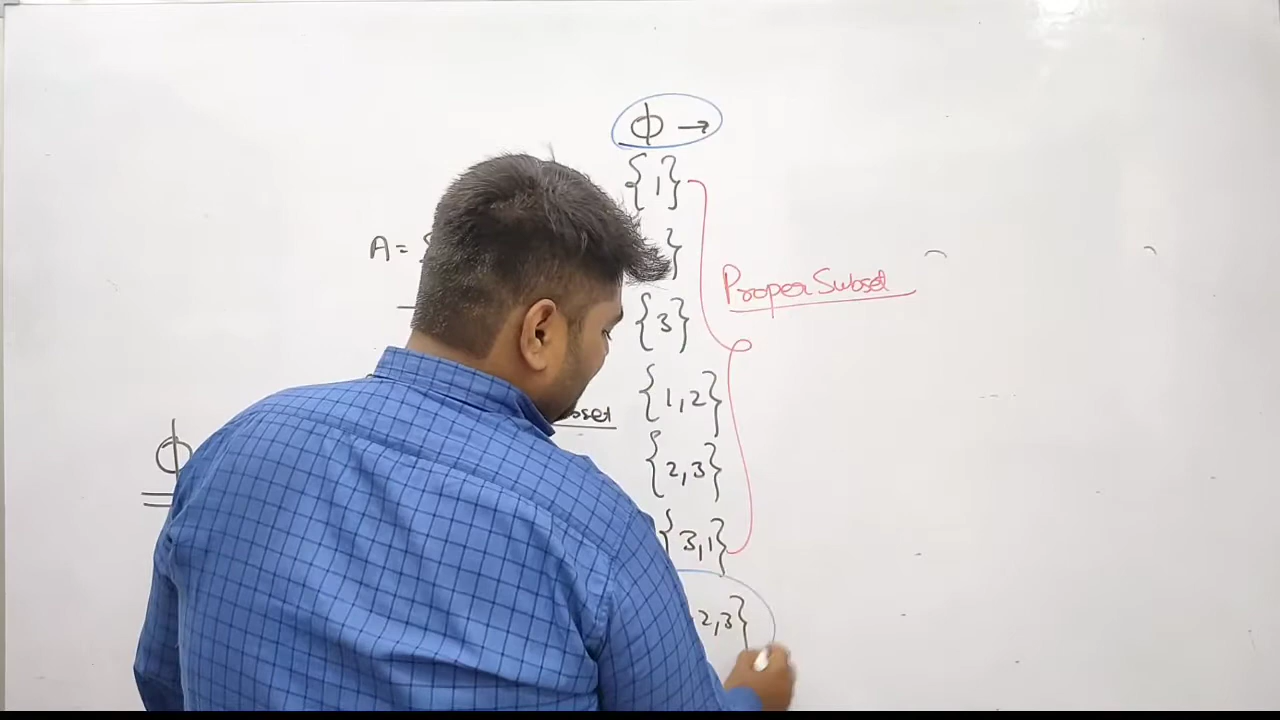 ϕ →
{1}
A = {
}
Proper Subset
{3}
{1,2}
ϕ
{2,3}
{3,1}
2,3}